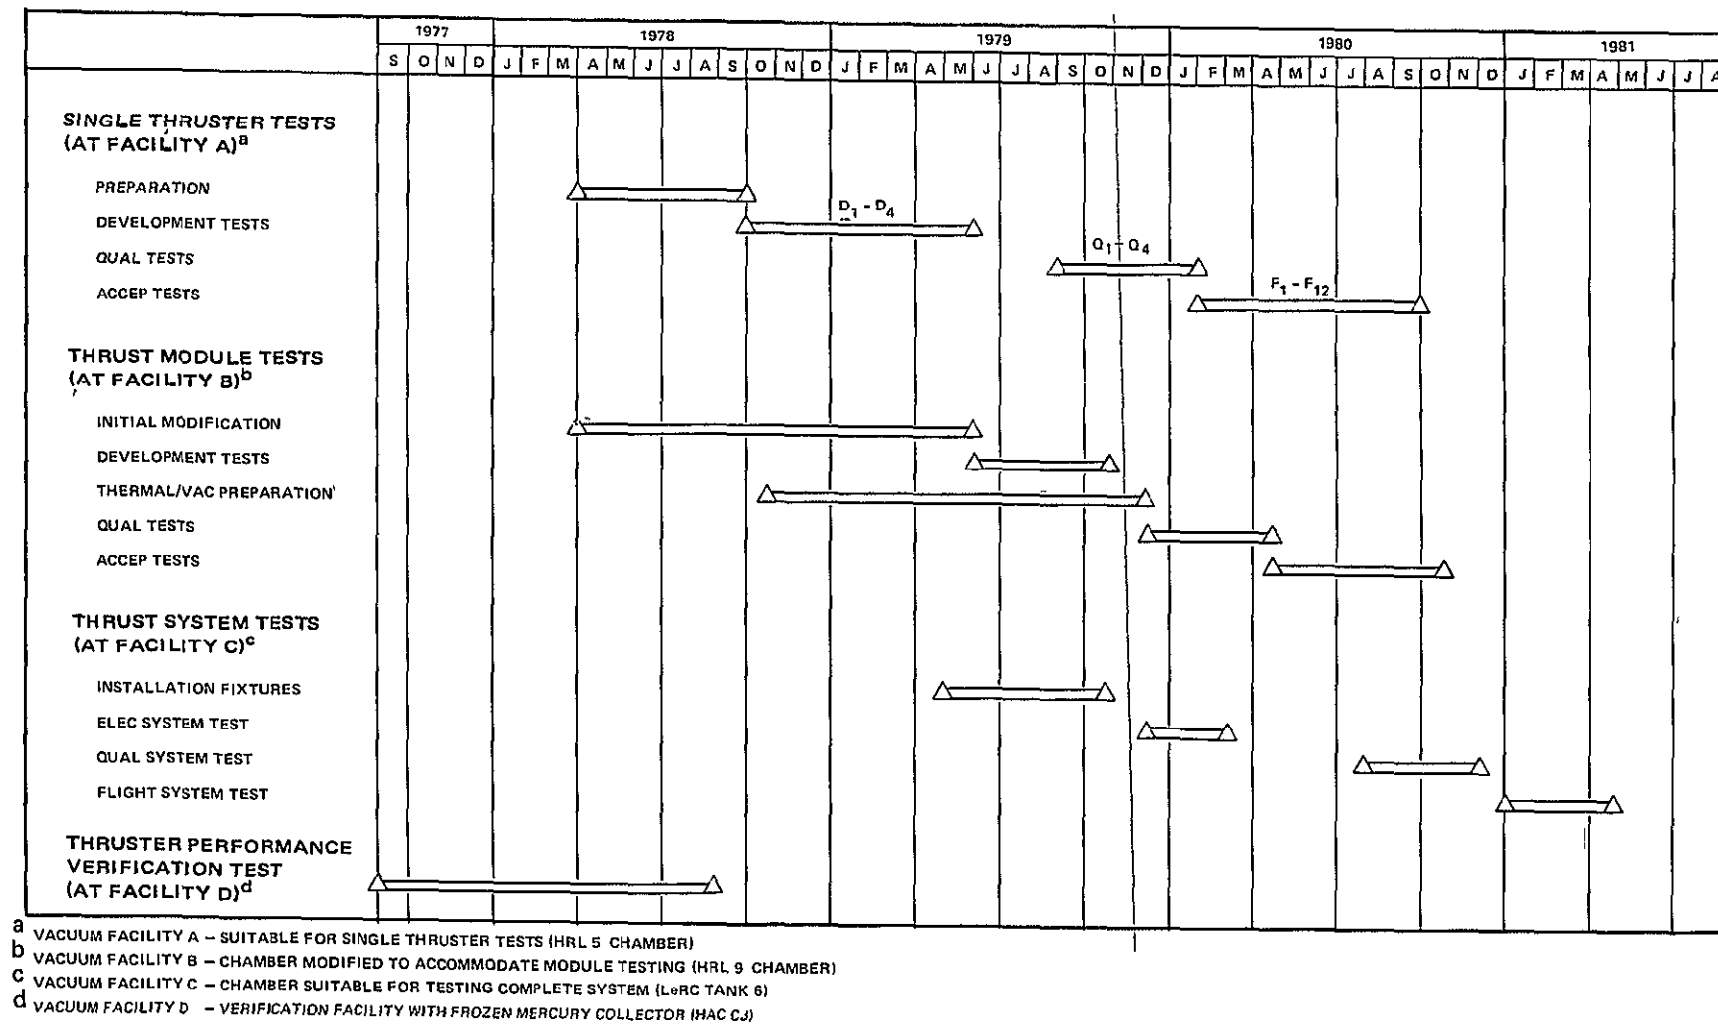 1977 1978 1979 1980 1981
S O N D J F M A M J J A S O N D J F M A M J J A S O N D J F M A M J J A S O N D J F M A M J J A
SINGLE THRUSTER TESTS
(AT FACILITY A)a
PREPARATION
DEVELOPMENT TESTS D1 - D4
QUAL TESTS Q1 - Q4
ACCEP TESTS F1 - F12
THRUST MODULE TESTS
(AT FACILITY B)b
INITIAL MODIFICATION
DEVELOPMENT TESTS
THERMAL/VAC PREPARATION
QUAL TESTS
ACCEP TESTS
THRUST SYSTEM TESTS
(AT FACILITY C)c
INSTALLATION FIXTURES
ELEC SYSTEM TEST
QUAL SYSTEM TEST
FLIGHT SYSTEM TEST
THRUSTER PERFORMANCE
VERIFICATION TEST
(AT FACILITY D)d
a VACUUM FACILITY A – SUITABLE FOR SINGLE THRUSTER TESTS (HRL 5 CHAMBER)
b VACUUM FACILITY B – CHAMBER MODIFIED TO ACCOMMODATE MODULE TESTING (HRL 9 CHAMBER)
c VACUUM FACILITY C – CHAMBER SUITABLE FOR TESTING COMPLETE SYSTEM (LeRC TANK 6)
d VACUUM FACILITY D – VERIFICATION FACILITY WITH FROZEN MERCURY COLLECTOR (HAC CJ)